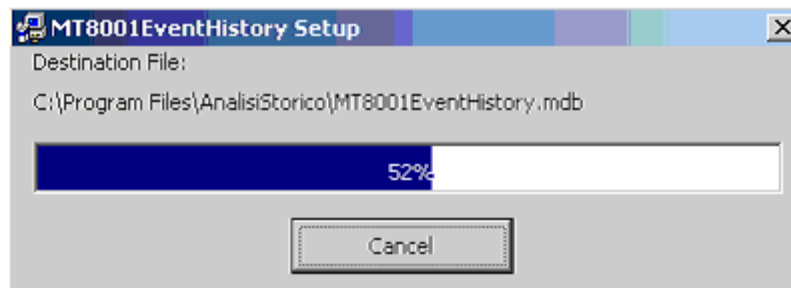 MT8001EventHistory Setup
Destination File:
C:\Program Files\AnalisiStorico\MT8001EventHistory.mdb
52%
Cancel